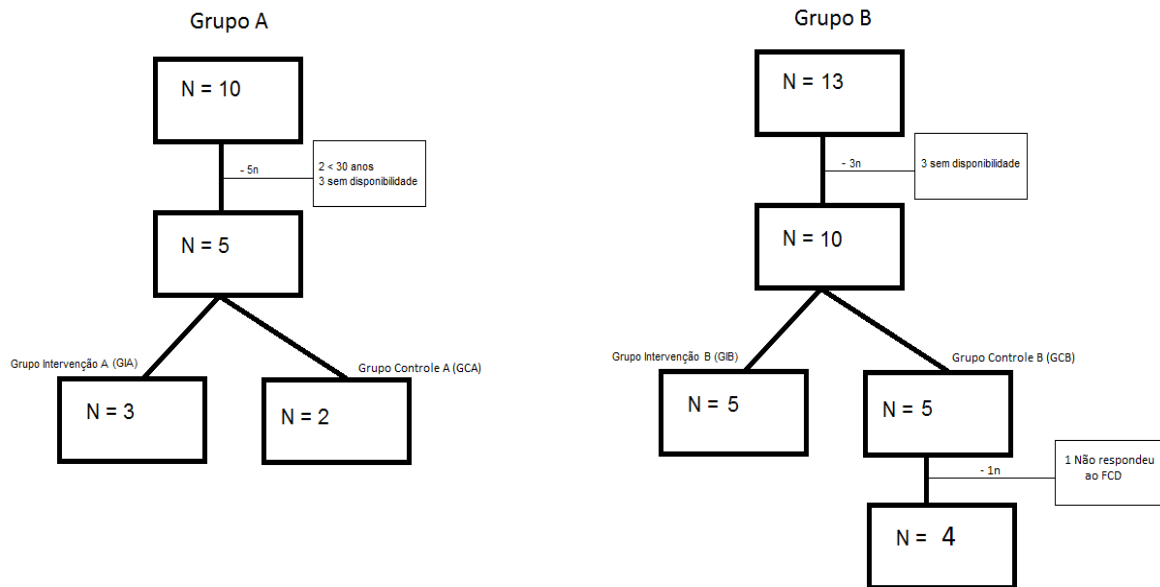 Grupo A
N = 10
- 5n
2 < 30 anos
3 sem disponibilidade
N = 5
Grupo Intervenção A (GIA)
Grupo Controle A (GCA)
N = 3
N = 2
Grupo B
N = 13
- 3n
3 sem disponibilidade
N = 10
Grupo Intervenção B (GIB)
Grupo Controle B (GCB)
N = 5
N = 5
- 1n
1 Não respondeu
ao FCD
N = 4